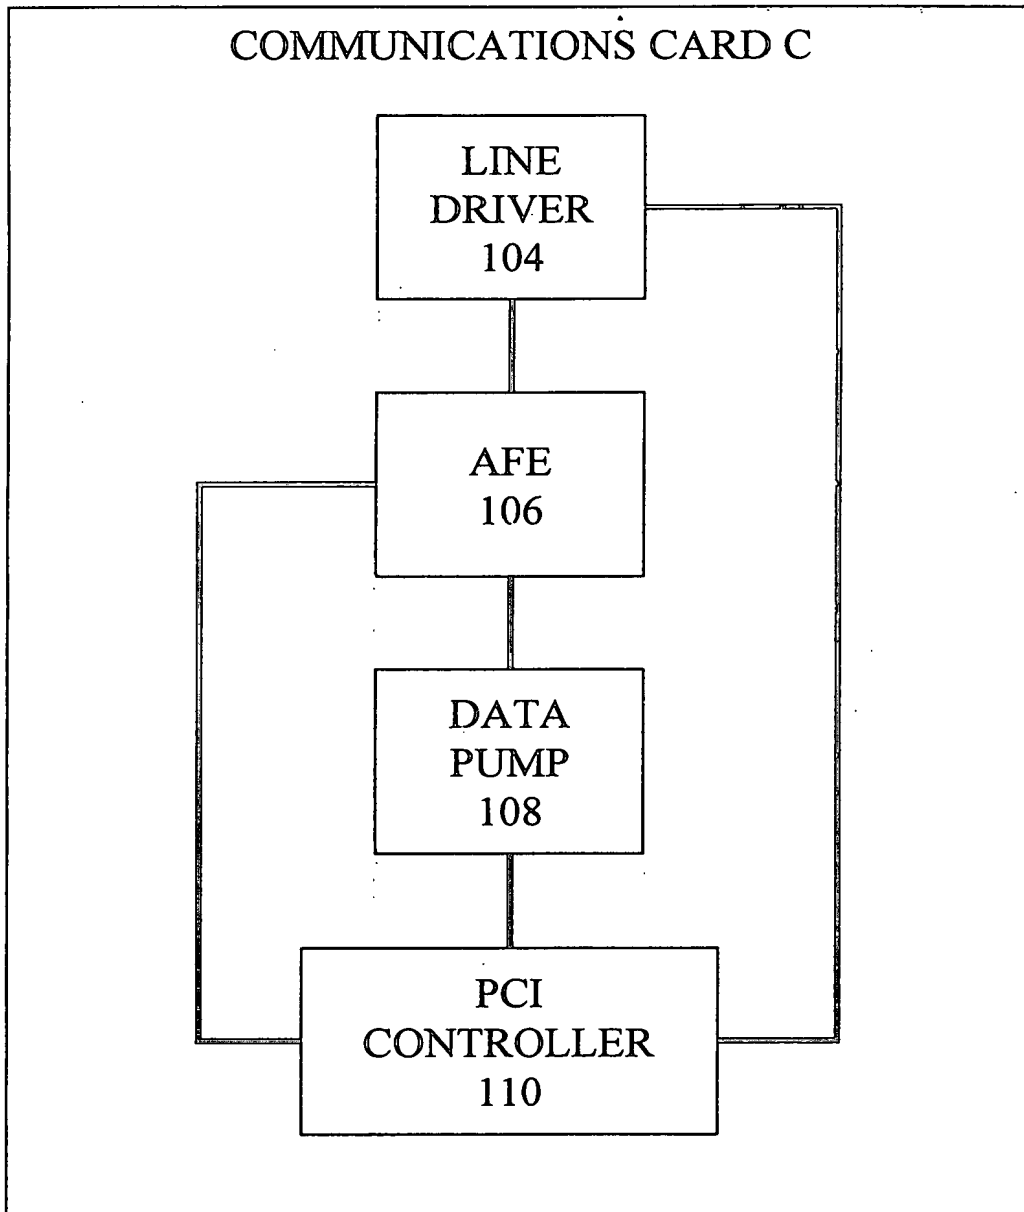 COMMUNICATIONS CARD C
LINE
DRIVER
104
AFE
106
DATA
PUMP
108
PCI
CONTROLLER
110